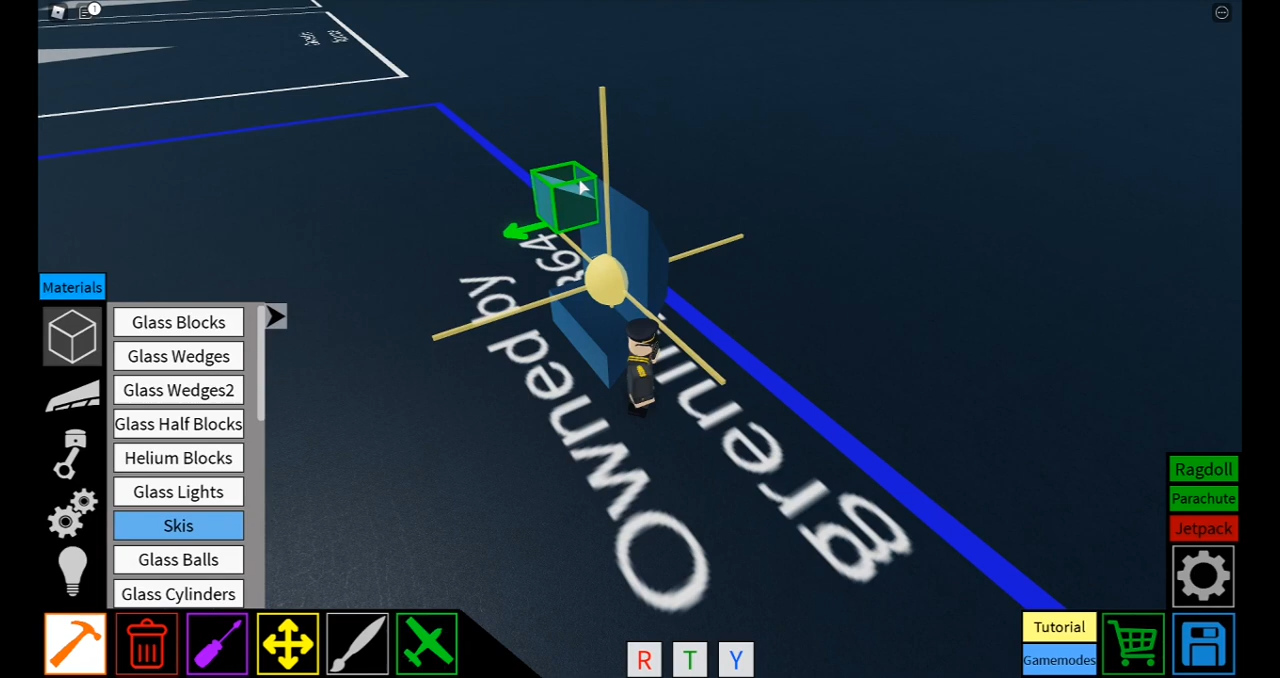 1
Materials
Glass Blocks
Glass Wedges
Glass Wedges2
Glass Half Blocks
Helium Blocks
Glass Lights
Skis
Glass Balls
Glass Cylinders
Owned by
Ragdoll
Parachute
Jetpack
Tutorial
Gamemodes
R T Y